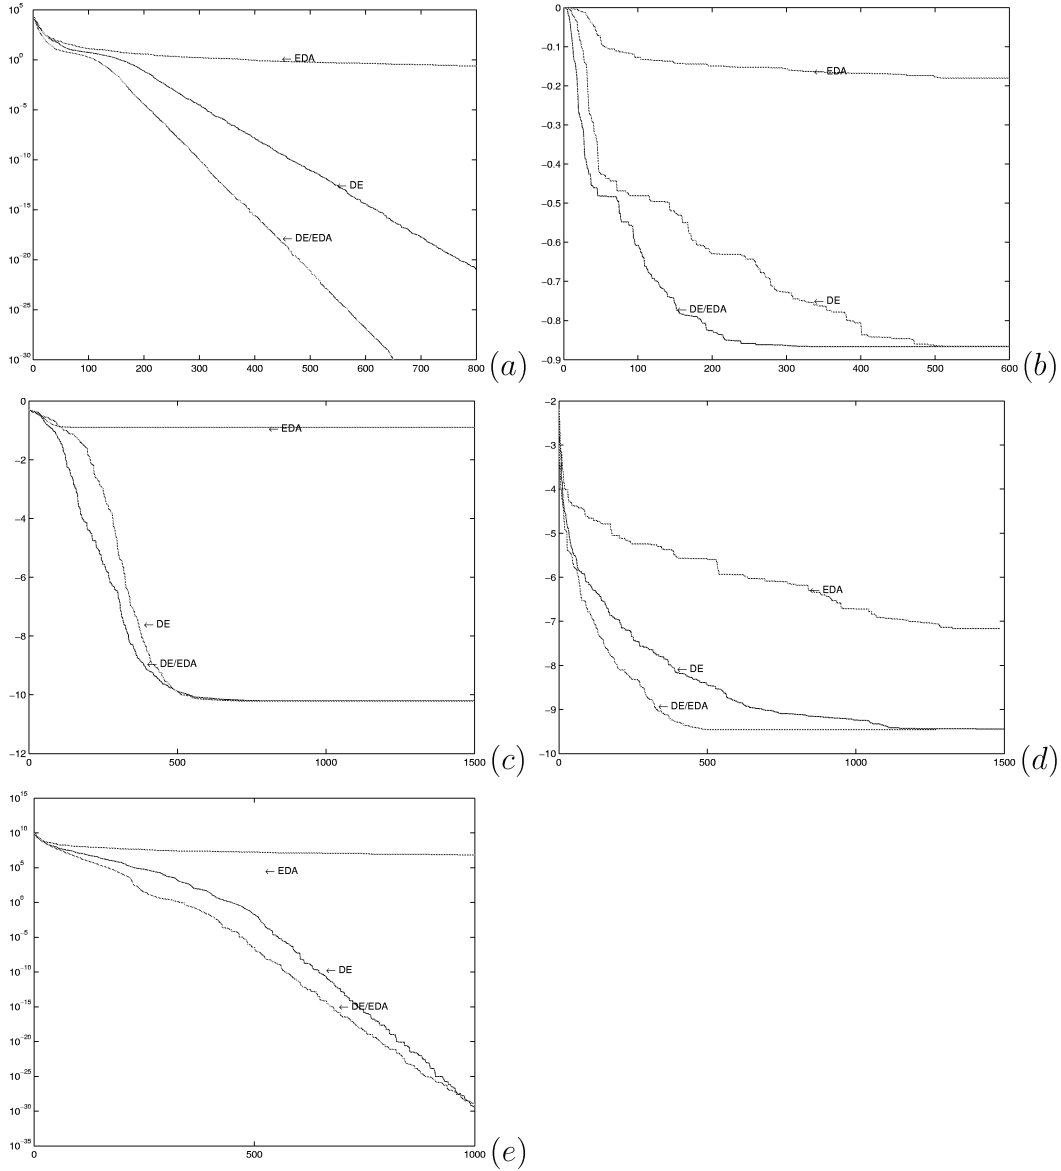 10^5
10^0
10^-5
10^-10
10^-15
10^-20
10^-25
10^-30
0 100 200 300 400 500 600 700 800
← EDA
← DE
← DE/EDA
(a)
0
−0.1
−0.2
−0.3
−0.4
−0.5
−0.6
−0.7
−0.8
−0.9
0 100 200 300 400 500 600
← EDA
← DE
← DE/EDA
(b)
0
−2
−4
−6
−8
−10
−12
0 500 1000 1500
← EDA
← DE
← DE/EDA
(c)
−2
−3
−4
−5
−6
−7
−8
−9
−10
0 500 1000 1500
← EDA
← DE
← DE/EDA
(d)
10^15
10^10
10^5
10^0
10^-5
10^-10
10^-15
10^-20
10^-25
10^-30
10^-35
0 500 1000
← EDA
← DE
← DE/EDA
(e)